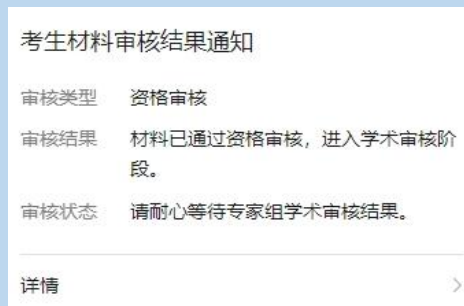 考生材料审核结果通知
审核类型 资格审核
审核结果 材料已通过资格审核，进入学术审核阶
段。
审核状态 请耐心等待专家组学术审核结果。
详情